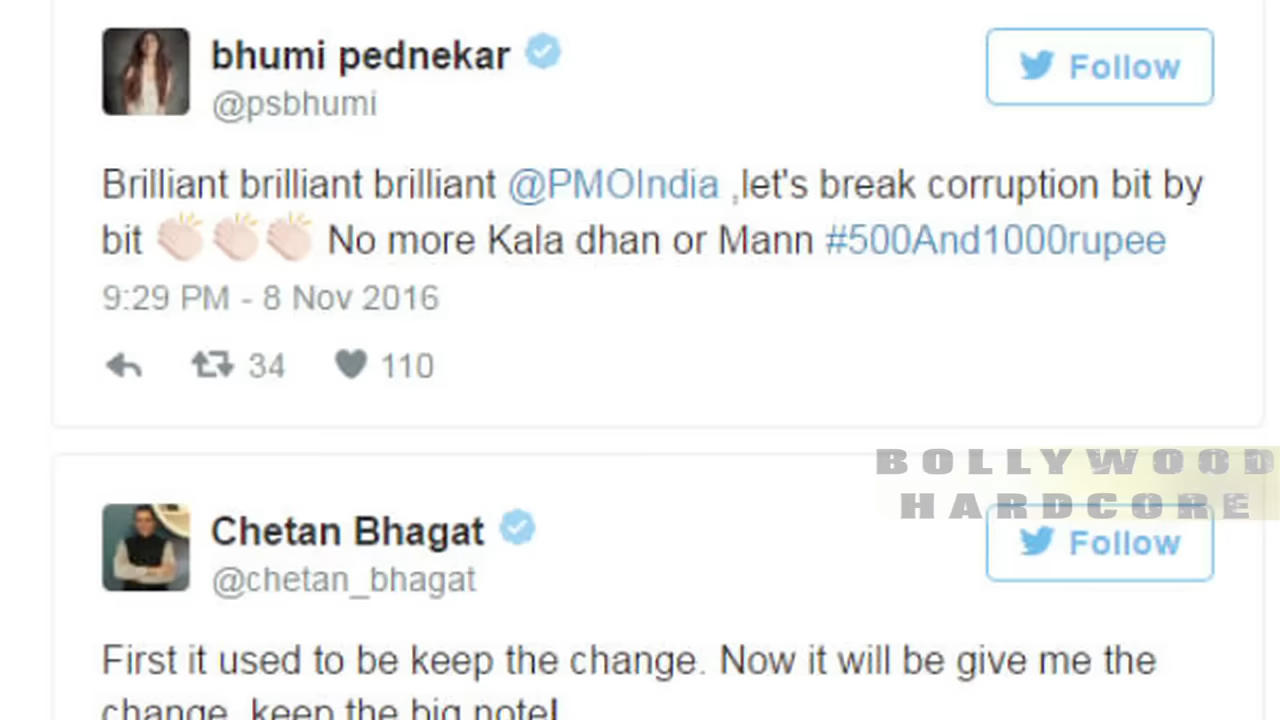 bhumi pednekar
Follow
@psbhumi
Brilliant brilliant brilliant @PMOIndia ,let's break corruption bit by
bit 👏👏👏 No more Kala dhan or Mann #500And1000rupee
9:29 PM - 8 Nov 2016
34 110
BOLLYWOOD
HARDCORE
Chetan Bhagat
Follow
@chetan_bhagat
First it used to be keep the change. Now it will be give me the
change, keep the big note!